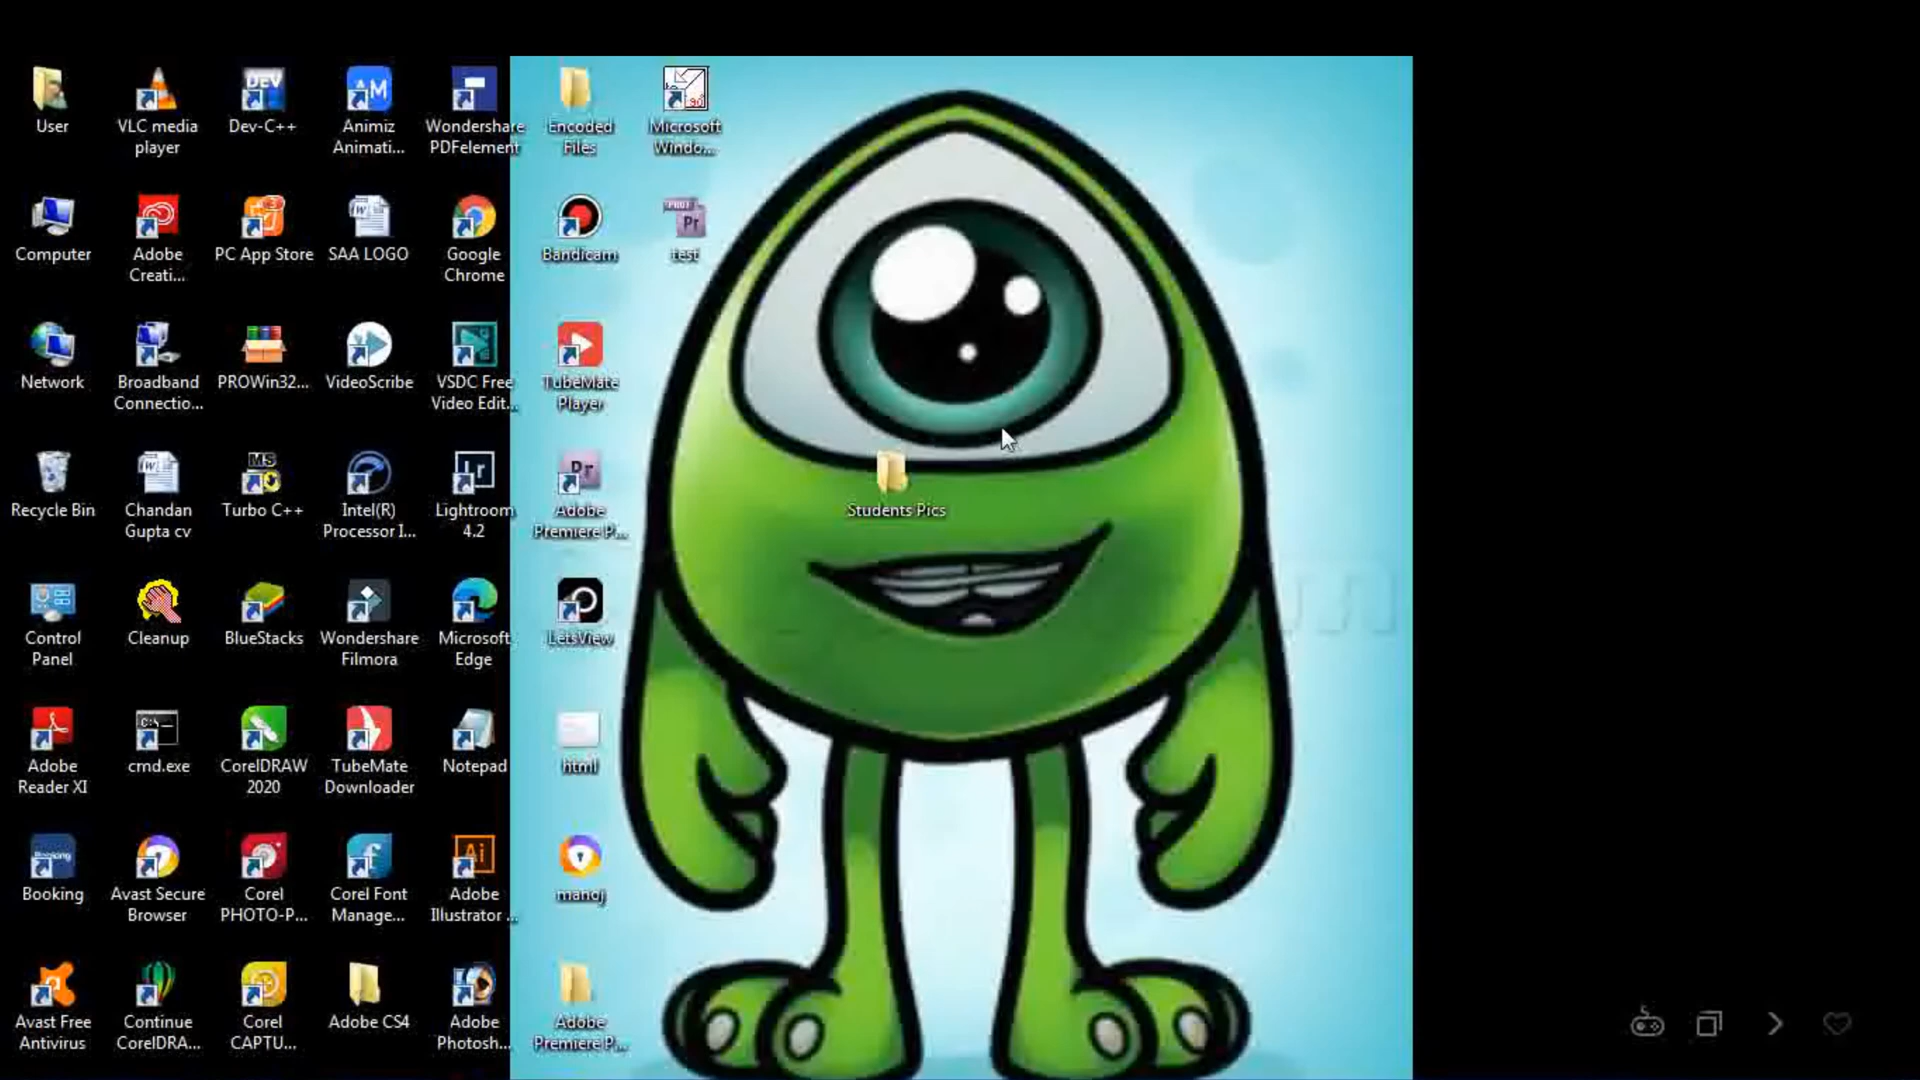 User
VLC media
player
Dev-C++
Animiz
Animati...
Wondershare
PDFelement
Encoded
Files
Microsoft
Windo...
Computer
Adobe
Creati...
PC App Store
SAA LOGO
Google
Chrome
Bandicam
test
Network
Broadband
Connectio...
PROWin32...
VideoScribe
VSDC Free
Video Edit...
TubeMate
Player
Recycle Bin
Chandan
Gupta cv
Turbo C++
Intel(R)
Processor I...
Lightroom
4.2
Adobe
Premiere P...
Students Pics
Control
Panel
Cleanup
BlueStacks
Wondershare
Filmora
Microsoft
Edge
LetsView
Adobe
Reader XI
cmd.exe
CorelDRAW
2020
TubeMate
Downloader
Notepad
html
Booking
Avast Secure
Browser
Corel
PHOTO-P...
Corel Font
Manage...
Adobe
Illustrator ...
manoj
Avast Free
Antivirus
Continue
CorelDRA...
Corel
CAPTU...
Adobe CS4
Adobe
Photosh...
Adobe
Premiere P...